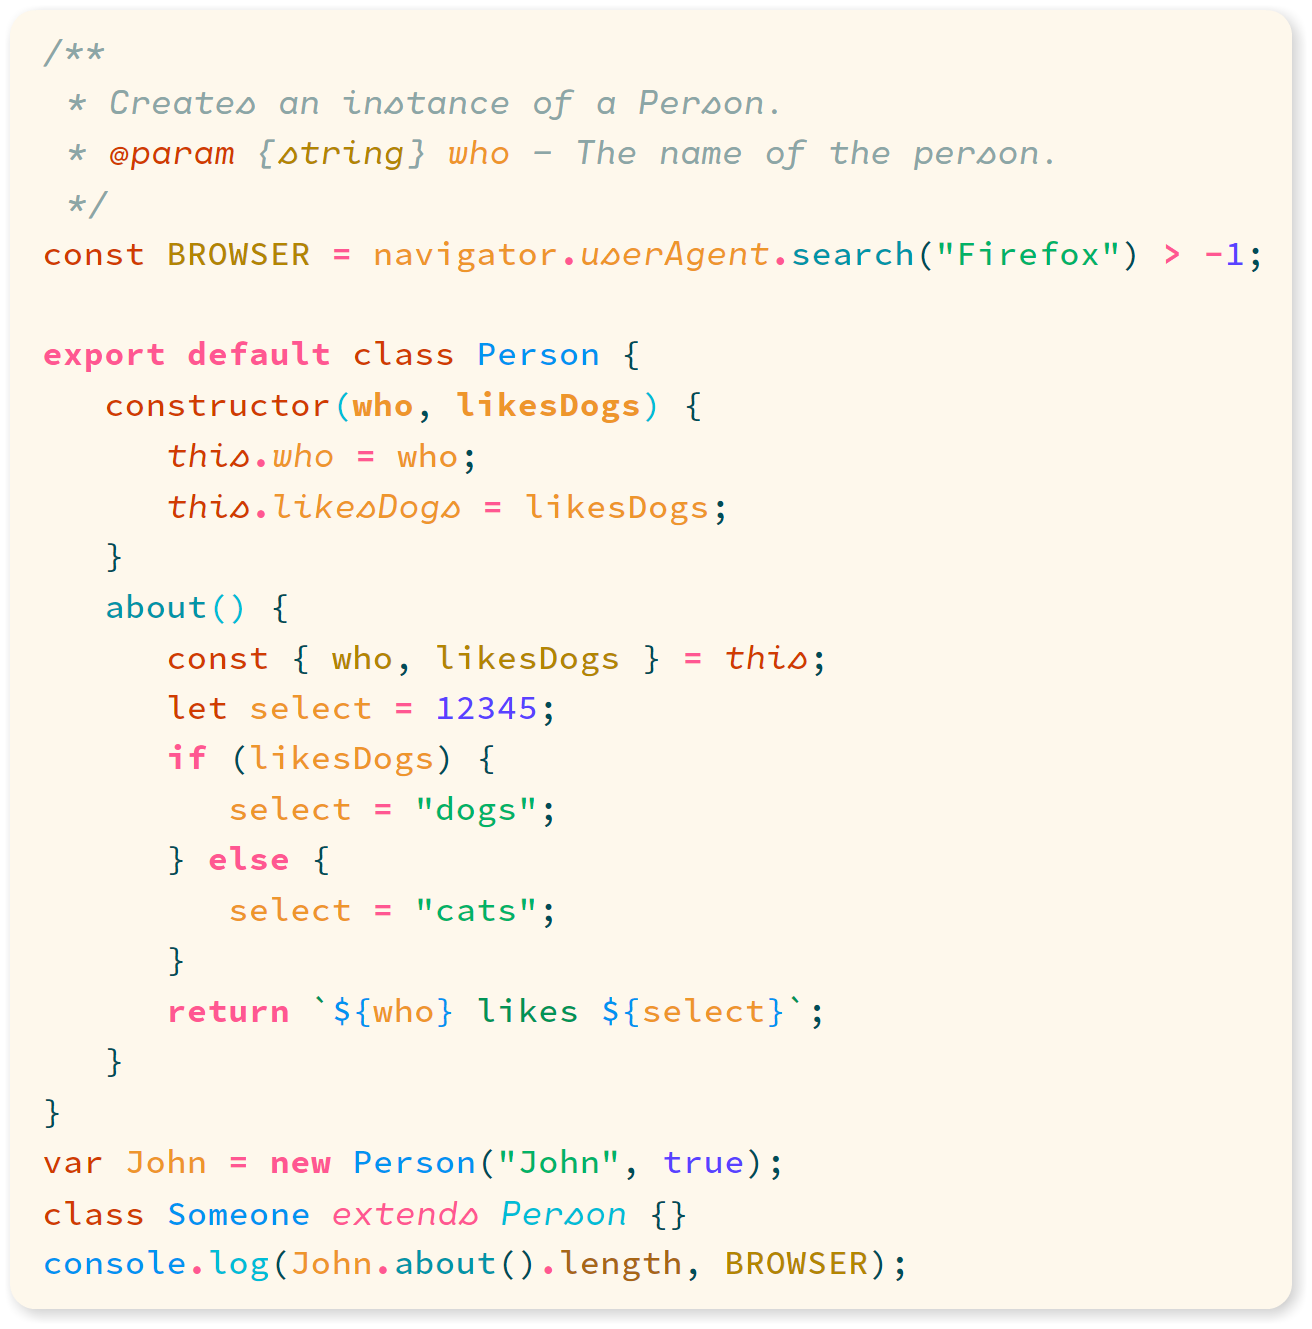 /**
 * Creates an instance of a Person.
 * @param {string} who - The name of the person.
 */
const BROWSER = navigator.userAgent.search("Firefox") > -1;

export default class Person {
   constructor(who, likesDogs) {
      this.who = who;
      this.likesDogs = likesDogs;
   }
   about() {
      const { who, likesDogs } = this;
      let select = 12345;
      if (likesDogs) {
         select = "dogs";
      } else {
         select = "cats";
      }
      return `${who} likes ${select}`;
   }
}
var John = new Person("John", true);
class Someone extends Person {}
console.log(John.about().length, BROWSER);